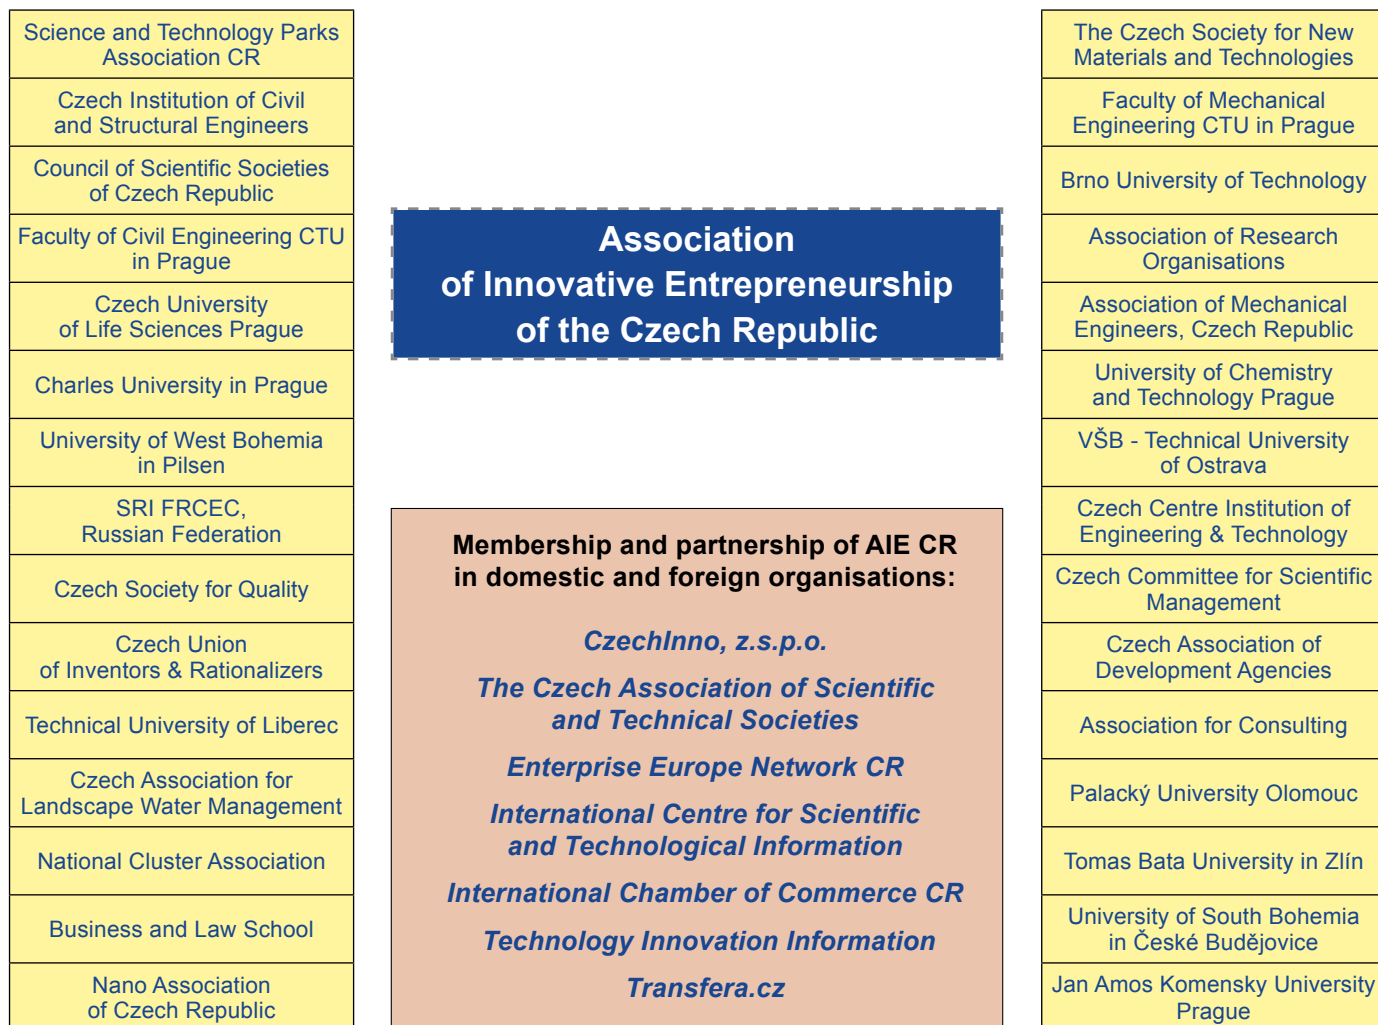 Science and Technology Parks
Association CR
Czech Institution of Civil
and Structural Engineers
Council of Scientific Societies
of Czech Republic
Faculty of Civil Engineering CTU
in Prague
Czech University
of Life Sciences Prague
Charles University in Prague
University of West Bohemia
in Pilsen
SRI FRCEC,
Russian Federation
Czech Society for Quality
Czech Union
of Inventors & Rationalizers
Technical University of Liberec
Czech Association for
Landscape Water Management
National Cluster Association
Business and Law School
Nano Association
of Czech Republic
Association
of Innovative Entrepreneurship
of the Czech Republic
Membership and partnership of AIE CR
in domestic and foreign organisations:
CzechInno, z.s.p.o.
The Czech Association of Scientific
and Technical Societies
Enterprise Europe Network CR
International Centre for Scientific
and Technological Information
International Chamber of Commerce CR
Technology Innovation Information
Transfera.cz
The Czech Society for New
Materials and Technologies
Faculty of Mechanical
Engineering CTU in Prague
Brno University of Technology
Association of Research
Organisations
Association of Mechanical
Engineers, Czech Republic
University of Chemistry
and Technology Prague
VŠB - Technical University
of Ostrava
Czech Centre Institution of
Engineering & Technology
Czech Committee for Scientific
Management
Czech Association of
Development Agencies
Association for Consulting
Palacký University Olomouc
Tomas Bata University in Zlín
University of South Bohemia
in České Budějovice
Jan Amos Komensky University
Prague